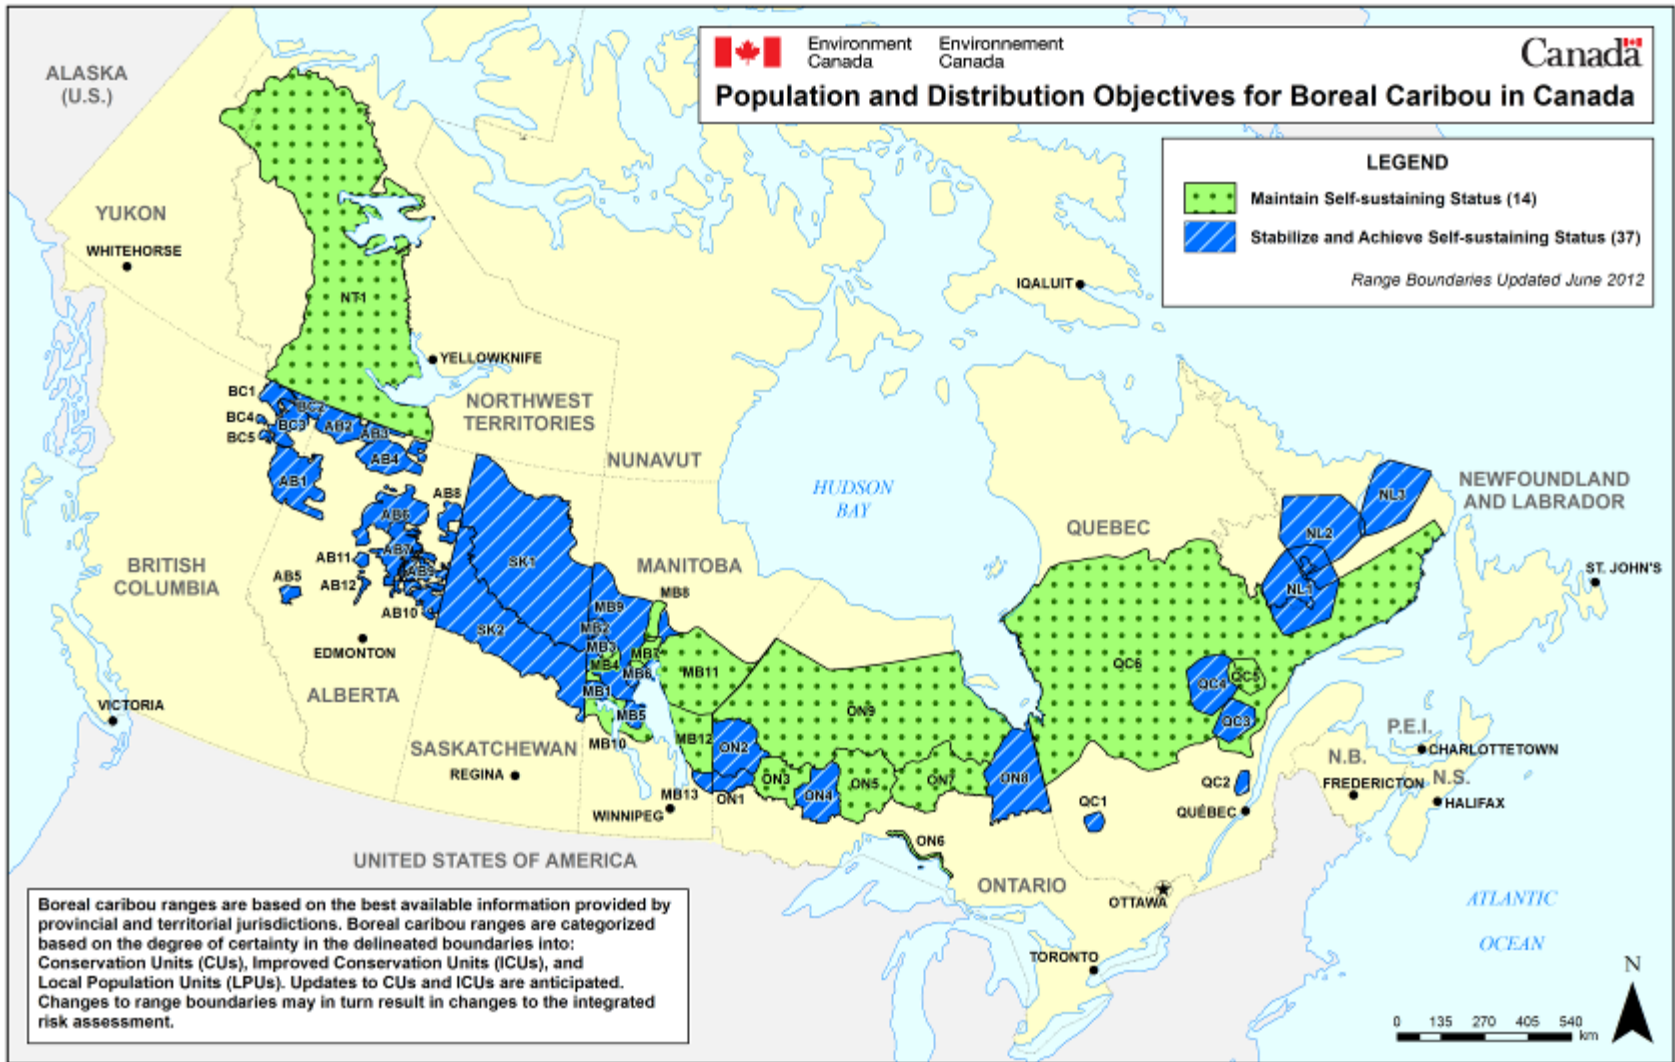 Environment
Canada
Environnement
Canada
Canada
Population and Distribution Objectives for Boreal Caribou in Canada
LEGEND
Maintain Self-sustaining Status (14)
Stabilize and Achieve Self-sustaining Status (37)
Range Boundaries Updated June 2012
ALASKA
(U.S.)
YUKON
WHITEHORSE
IQALUIT
NT1
YELLOWKNIFE
NORTHWEST
TERRITORIES
NUNAVUT
BC1
BC2
BC4
BC3
BC5
AB2
AB3
AB4
AB1
AB8
AB6
AB7
AB11
AB9
AB5
AB12
AB10
BRITISH
COLUMBIA
EDMONTON
ALBERTA
VICTORIA
SK1
SK2
SASKATCHEWAN
REGINA
MANITOBA
MB8
MB9
MB2
MB3
MB7
MB4
MB6
MB1
MB5
MB10
MB11
MB12
MB13
WINNIPEG
HUDSON
BAY
ON9
ON2
ON1
ON3
ON4
ON5
ON7
ON8
ON6
ONTARIO
OTTAWA
TORONTO
QUEBEC
QC6
QC4
QC5
QC3
QC2
QC1
QUÉBEC
NL3
NL2
NL1
NEWFOUNDLAND
AND LABRADOR
ST. JOHN'S
P.E.I.
CHARLOTTETOWN
N.B.
FREDERICTON
N.S.
HALIFAX
UNITED STATES OF AMERICA
ATLANTIC
OCEAN
Boreal caribou ranges are based on the best available information provided by
provincial and territorial jurisdictions. Boreal caribou ranges are categorized
based on the degree of certainty in the delineated boundaries into:
Conservation Units (CUs), Improved Conservation Units (ICUs), and
Local Population Units (LPUs). Updates to CUs and ICUs are anticipated.
Changes to range boundaries may in turn result in changes to the integrated
risk assessment.
N
0 135 270 405 540
km